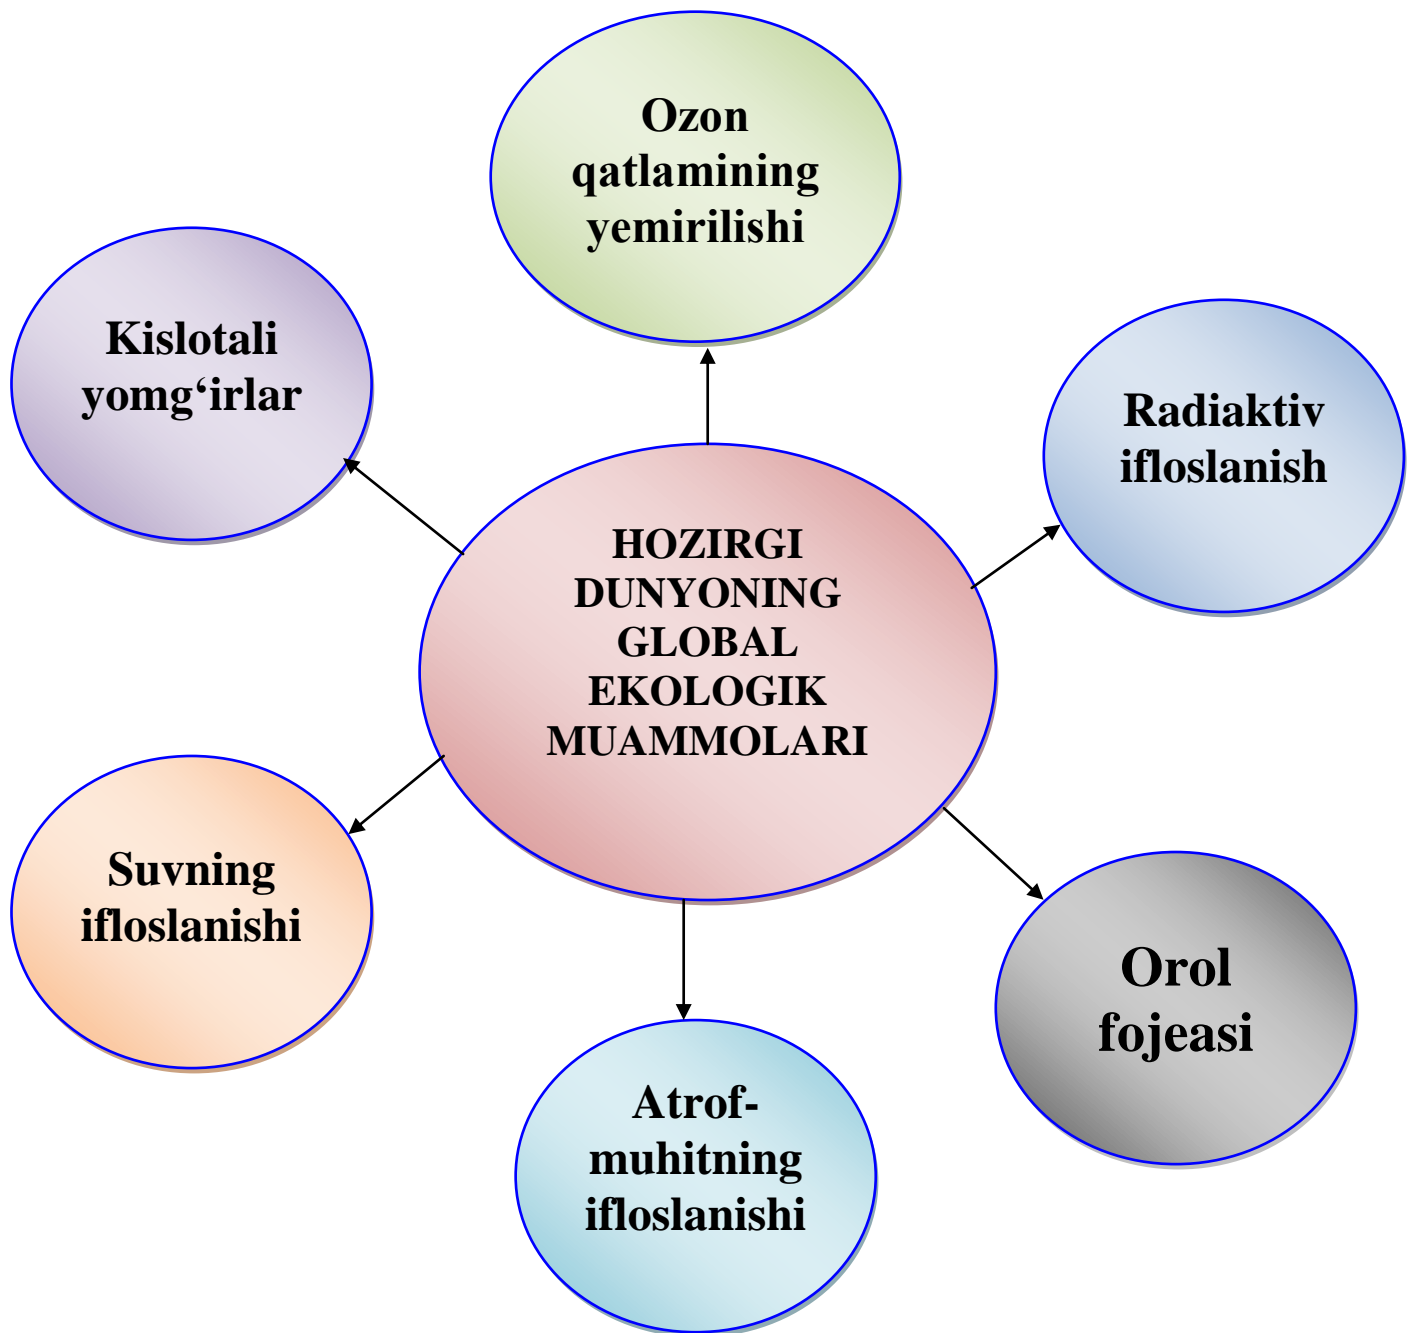 Ozon
qatlamining
yemirilishi
Kislotali
yomg‘irlar
Radiaktiv
ifloslanish
HOZIRGI
DUNYONING
GLOBAL
EKOLOGIK
MUAMMOLARI
Suvning
ifloslanishi
Orol
fojeasi
Atrof-
muhitning
ifloslanishi